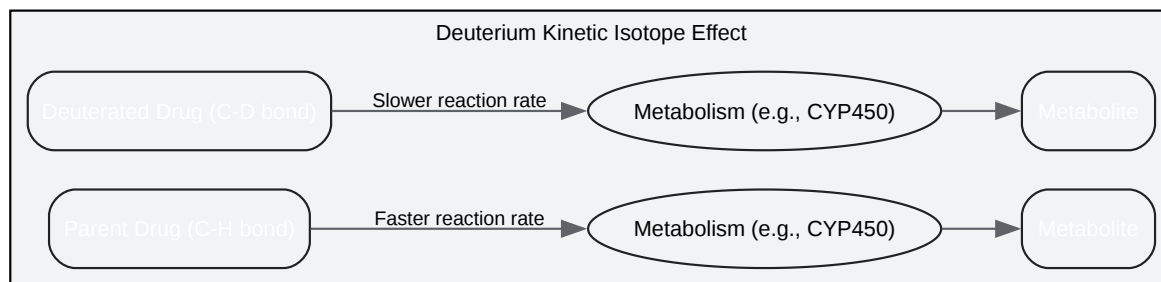 Deuterium Kinetic Isotope Effect
Deuterated Drug (C-D bond)
Slower reaction rate
Metabolism (e.g., CYP450)
Metabolite
Parent Drug (C-H bond)
Faster reaction rate
Metabolism (e.g., CYP450)
Metabolite